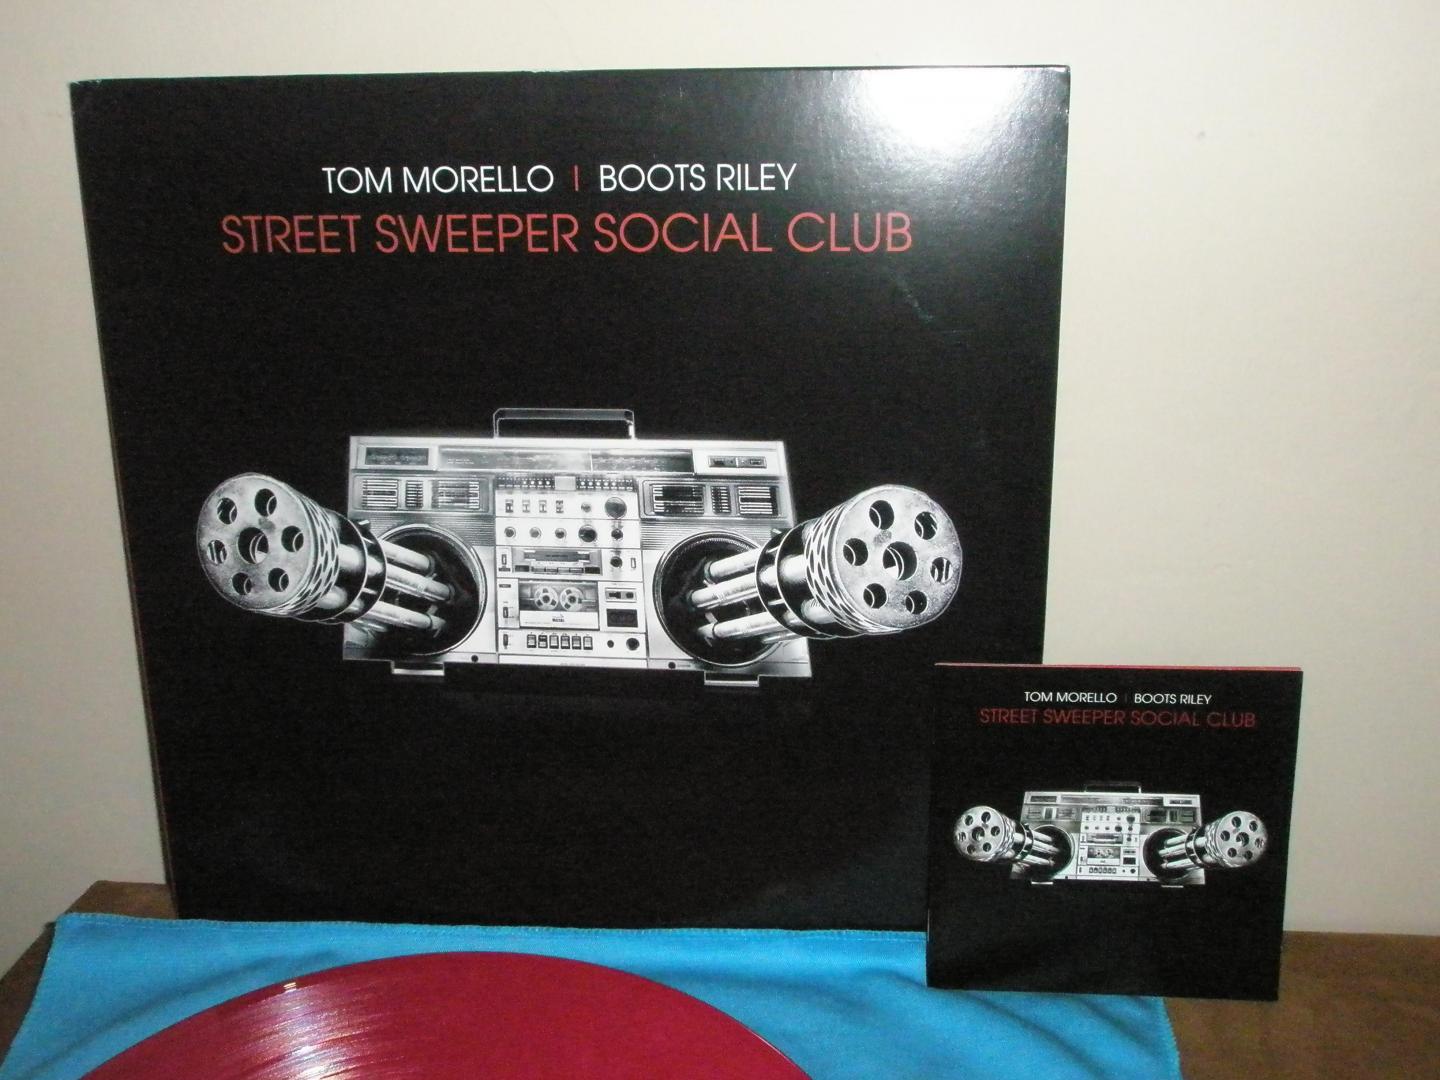 TOM MORELLO | BOOTS RILEY
STREET SWEEPER SOCIAL CLUB
TOM MORELLO | BOOTS RILEY
STREET SWEEPER SOCIAL CLUB